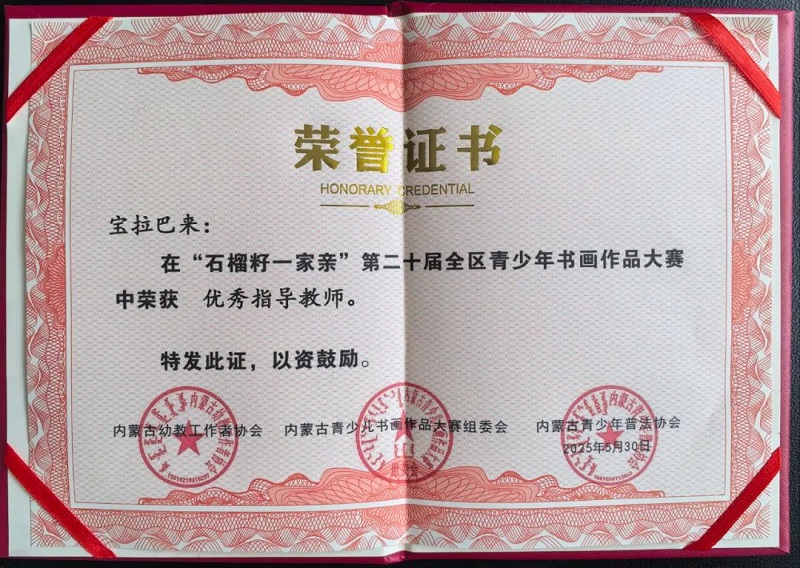 荣誉证书
HONORARY CREDENTIAL
宝拉巴来：
在“石榴籽一家亲”第二十届全区青少年书画作品大赛
中荣获 优秀指导教师。
特发此证，以资鼓励。
内蒙古幼教工作者协会 内蒙古青少儿书画作品大赛组委会 内蒙古青少年普法协会
2025年5月30日